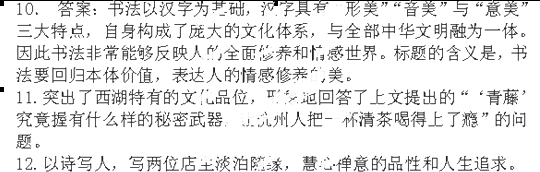 10. 答案：书法以汉字为基础，汉字具有“形美”“音美”与“意美”
三大特点，自身构成了庞大的文化体系，与全部中华文明融为一体。
因此书法非常能够反映人的全面修养和情感世界。标题的含义是，书
法要回归本体价值，表达人的情感修养的美。
11.突出了西湖特有的文化品位，形象地回答了上文提出的“‘青藤’
究竟握有什么样的秘密武器，让杭州人把一杯清茶喝得上了瘾”的问
题。
12.以诗写人，写两位店主淡泊随缘，慧心禅意的品性和人生追求。